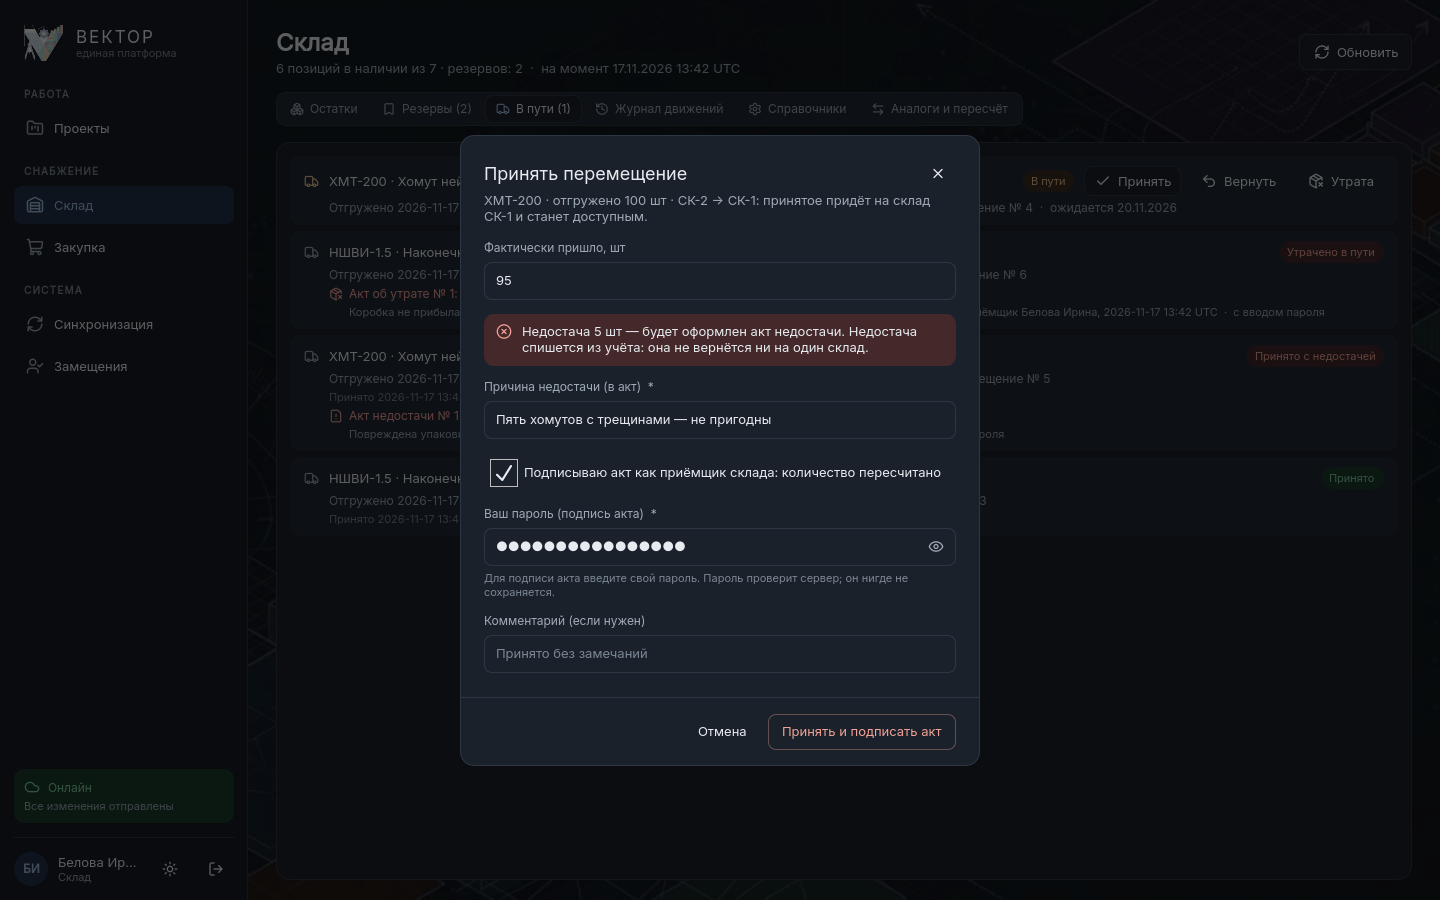 ВЕКТОР
единая платформа
РАБОТА
Проекты
СНАБЖЕНИЕ
Склад
Закупка
СИСТЕМА
Синхронизация
Замещения
Онлайн
Все изменения отправлены
БИ
Белова Ир...
Склад
Склад
6 позиций в наличии из 7 · резервов: 2 · на момент 17.11.2026 13:42 UTC
Обновить
Остатки
Резервы (2)
В пути (1)
Журнал движений
Справочники
Аналоги и пересчёт
ХМТ-200 · Хомут ней
В пути
Принять
Вернуть
Утрата
Отгружено 2026-11-17
ение № 4 · ожидается 20.11.2026
НШВИ-1.5 · Наконечн
Утрачено в пути
Отгружено 2026-11-17
ние № 6
Акт об утрате № 1:
Коробка не прибыла
ёмщик Белова Ирина, 2026-11-17 13:42 UTC · с вводом пароля
ХМТ-200 · Хомут ней
Принято с недостачей
Отгружено 2026-11-17
ещение № 5
Принято 2026-11-17 13:4
Акт недостачи № 1
Повреждена упаков
роля
НШВИ-1.5 · Наконечн
Принято
Отгружено 2026-11-17
3
Принято 2026-11-17 13:4
Принять перемещение
ХМТ-200 · отгружено 100 шт · СК-2 → СК-1: принятое придёт на склад
СК-1 и станет доступным.
Фактически пришло, шт
95
Недостача 5 шт — будет оформлен акт недостачи. Недостача
спишется из учёта: она не вернётся ни на один склад.
Причина недостачи (в акт) *
Пять хомутов с трещинами — не пригодны
Подписываю акт как приёмщик склада: количество пересчитано
Ваш пароль (подпись акта) *
●●●●●●●●●●●●●●●●
Для подписи акта введите свой пароль. Пароль проверит сервер; он нигде не
сохраняется.
Комментарий (если нужен)
Принято без замечаний
Отмена
Принять и подписать акт